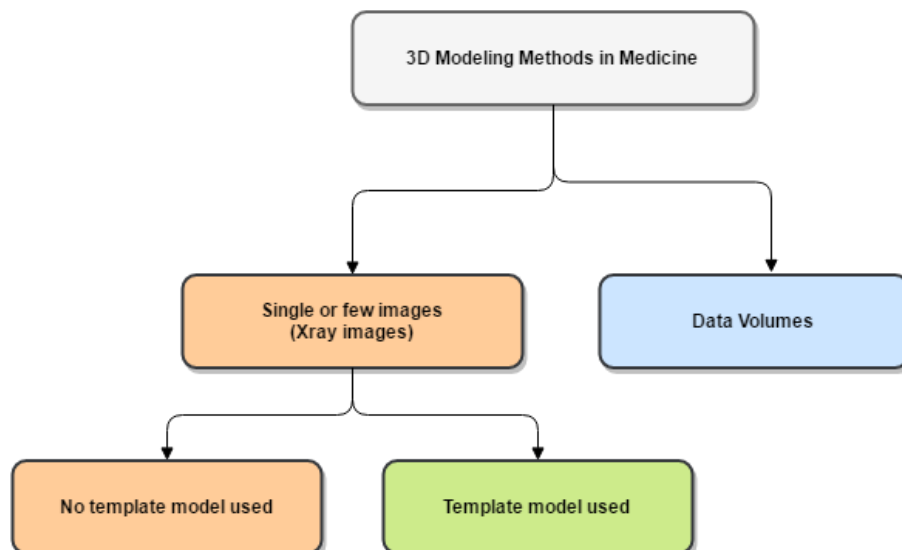 3D Modeling Methods in Medicine
Single or few images
(Xray images)
Data Volumes
No template model used
Template model used